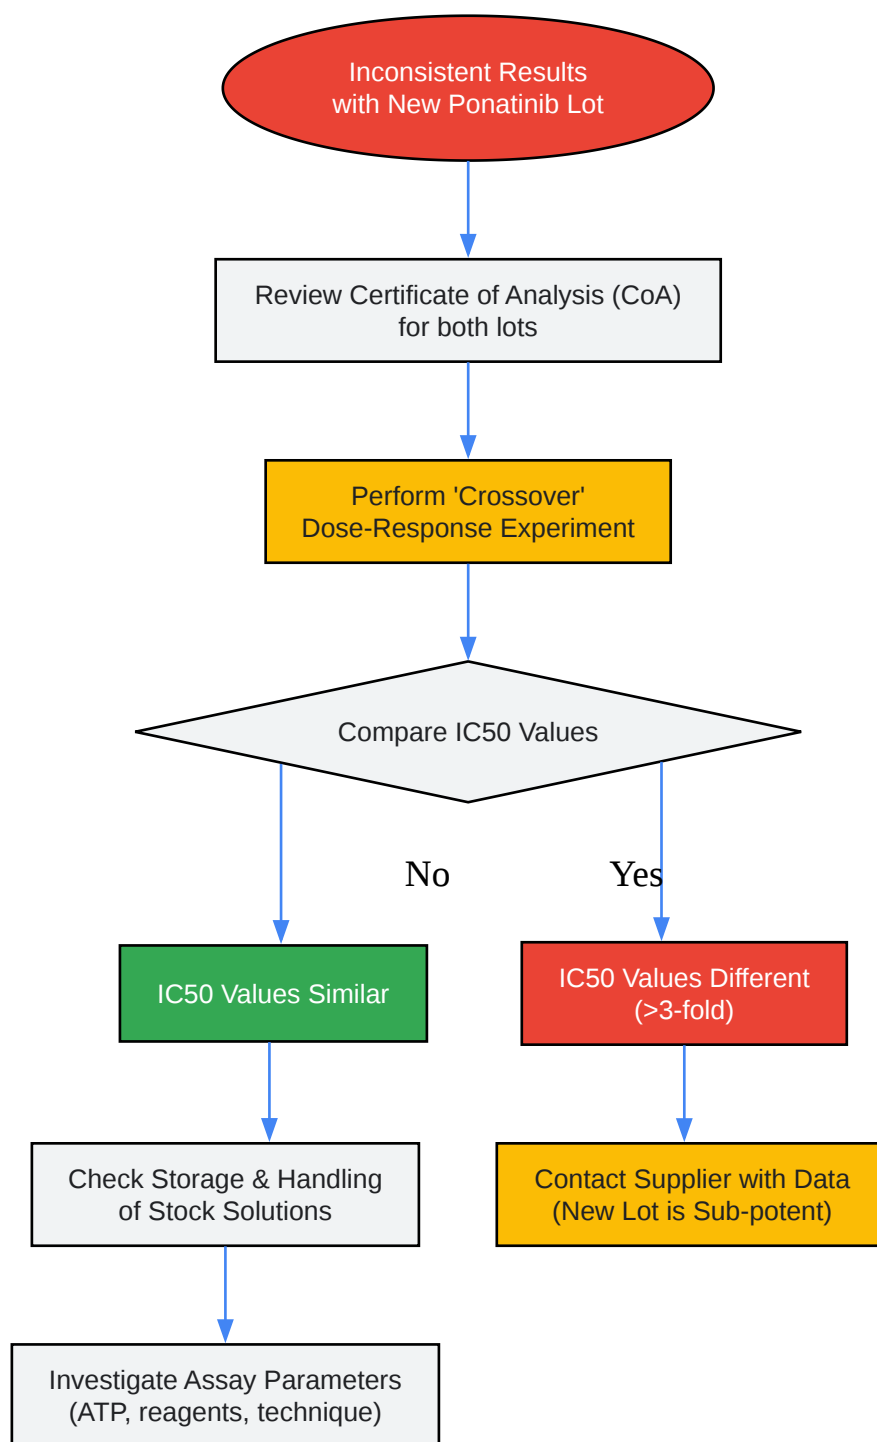 Inconsistent Results
with New Ponatinib Lot
Review Certificate of Analysis (CoA)
for both lots
Perform 'Crossover'
Dose-Response Experiment
Compare IC50 Values
No
Yes
IC50 Values Similar
IC50 Values Different
(>3-fold)
Check Storage & Handling
of Stock Solutions
Contact Supplier with Data
(New Lot is Sub-potent)
Investigate Assay Parameters
(ATP, reagents, technique)